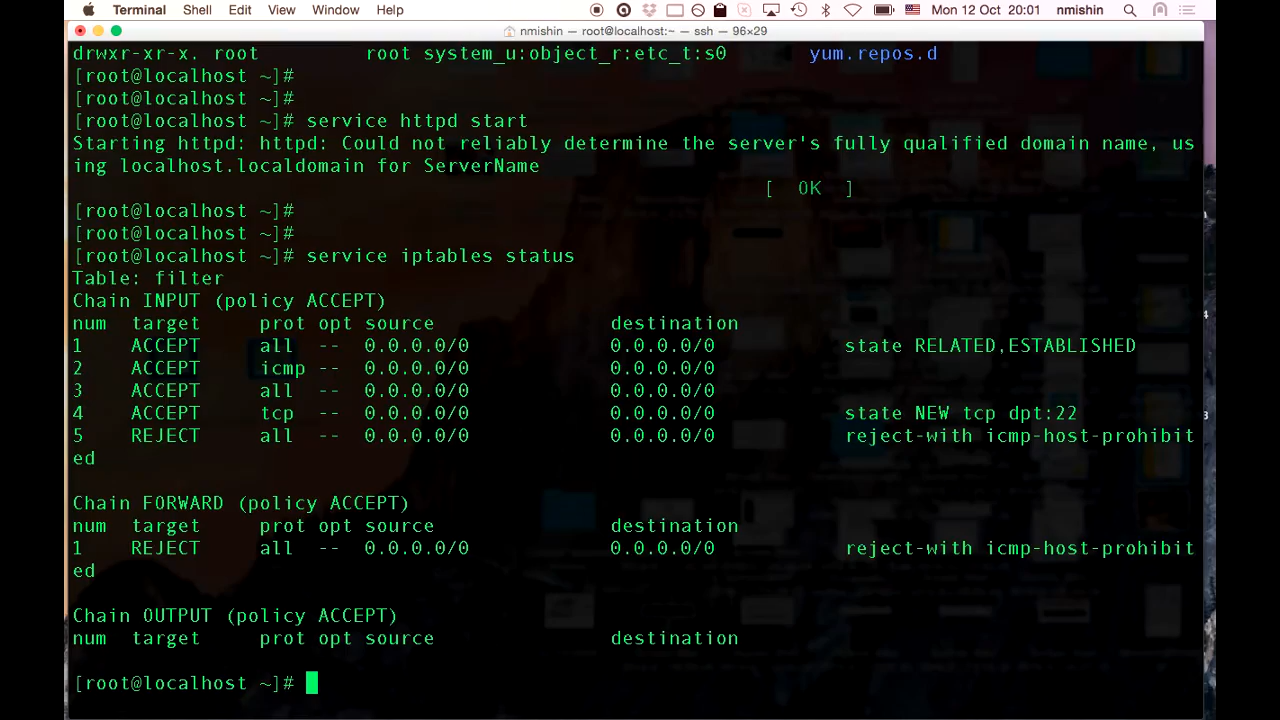 Terminal Shell Edit View Window Help Mon 12 Oct 20:01 nmishin
nmishin — root@localhost:~ — ssh — 96×29
drwxr-xr-x. root root system_u:object_r:etc_t:s0 yum.repos.d
[root@localhost ~]#
[root@localhost ~]#
[root@localhost ~]# service httpd start
Starting httpd: httpd: Could not reliably determine the server's fully qualified domain name, us
ing localhost.localdomain for ServerName
[ OK ]
[root@localhost ~]#
[root@localhost ~]#
[root@localhost ~]# service iptables status
Table: filter
Chain INPUT (policy ACCEPT)
num target prot opt source destination
1 ACCEPT all -- 0.0.0.0/0 0.0.0.0/0 state RELATED,ESTABLISHED
2 ACCEPT icmp -- 0.0.0.0/0 0.0.0.0/0
3 ACCEPT all -- 0.0.0.0/0 0.0.0.0/0
4 ACCEPT tcp -- 0.0.0.0/0 0.0.0.0/0 state NEW tcp dpt:22
5 REJECT all -- 0.0.0.0/0 0.0.0.0/0 reject-with icmp-host-prohibit
ed
Chain FORWARD (policy ACCEPT)
num target prot opt source destination
1 REJECT all -- 0.0.0.0/0 0.0.0.0/0 reject-with icmp-host-prohibit
ed
Chain OUTPUT (policy ACCEPT)
num target prot opt source destination
[root@localhost ~]#